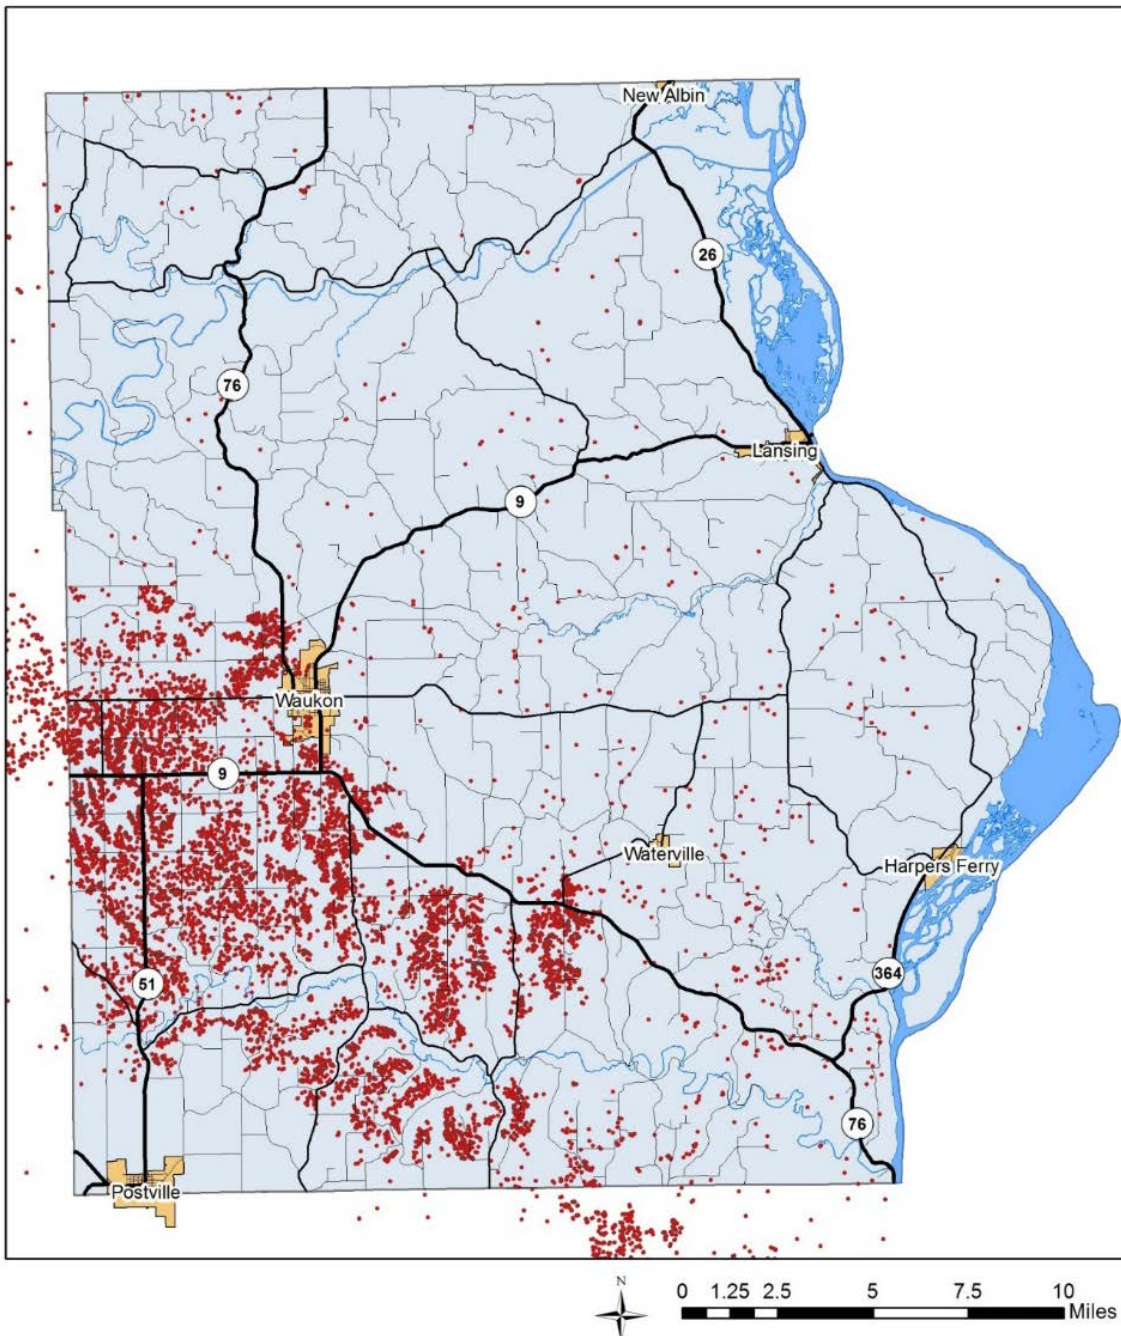 New Albin
26
76
Lansing
9
Waukon
9
Waterville
Harpers Ferry
51
364
76
Postville
N
0 1.25 2.5 5 7.5 10
Miles